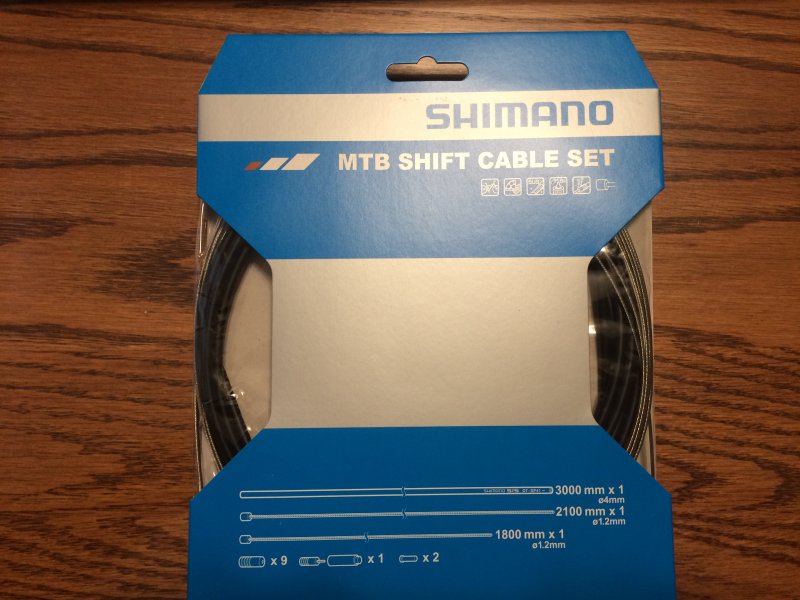 SHIMANO
MTB SHIFT CABLE SET
3000 mm x 1
ø4mm
2100 mm x 1
ø1.2mm
1800 mm x 1
ø1.2mm
x 9 x 1 x 2